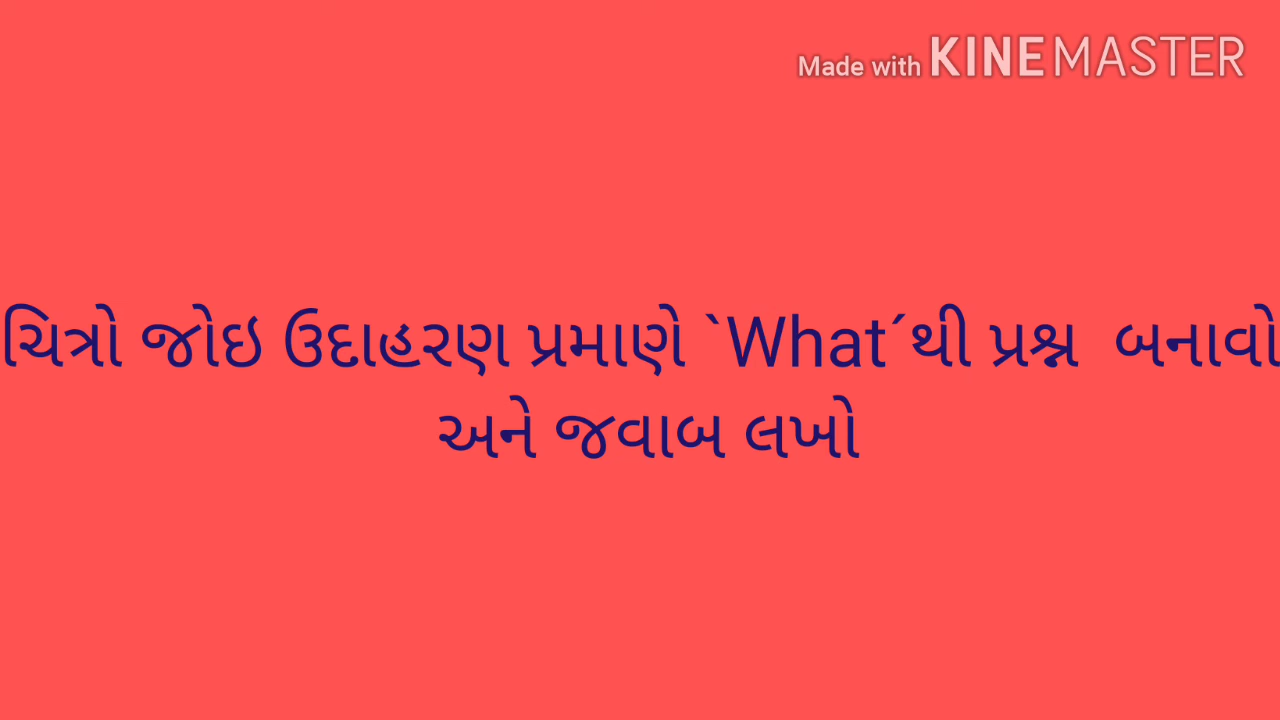 Made with KINEMASTER
ચિત્રો જોઇ ઉદાહરણ પ્રમાણે `What´થી પ્રશ્ન બનાવો
અને જવાબ લખો